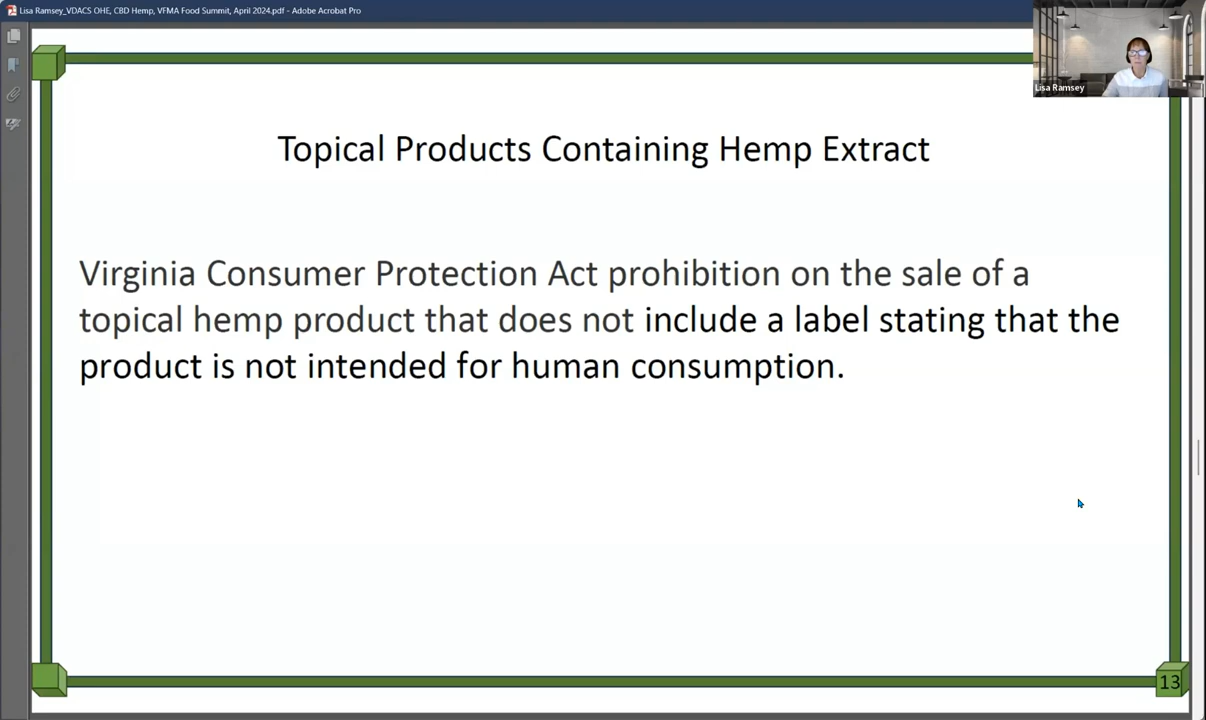 Lisa Ramsey_VDACS OHE, CBD Hemp, VFMA Food Summit, April 2024.pdf - Adobe Acrobat Pro
Lisa Ramsey
Topical Products Containing Hemp Extract
Virginia Consumer Protection Act prohibition on the sale of a
topical hemp product that does not include a label stating that the
product is not intended for human consumption.
13